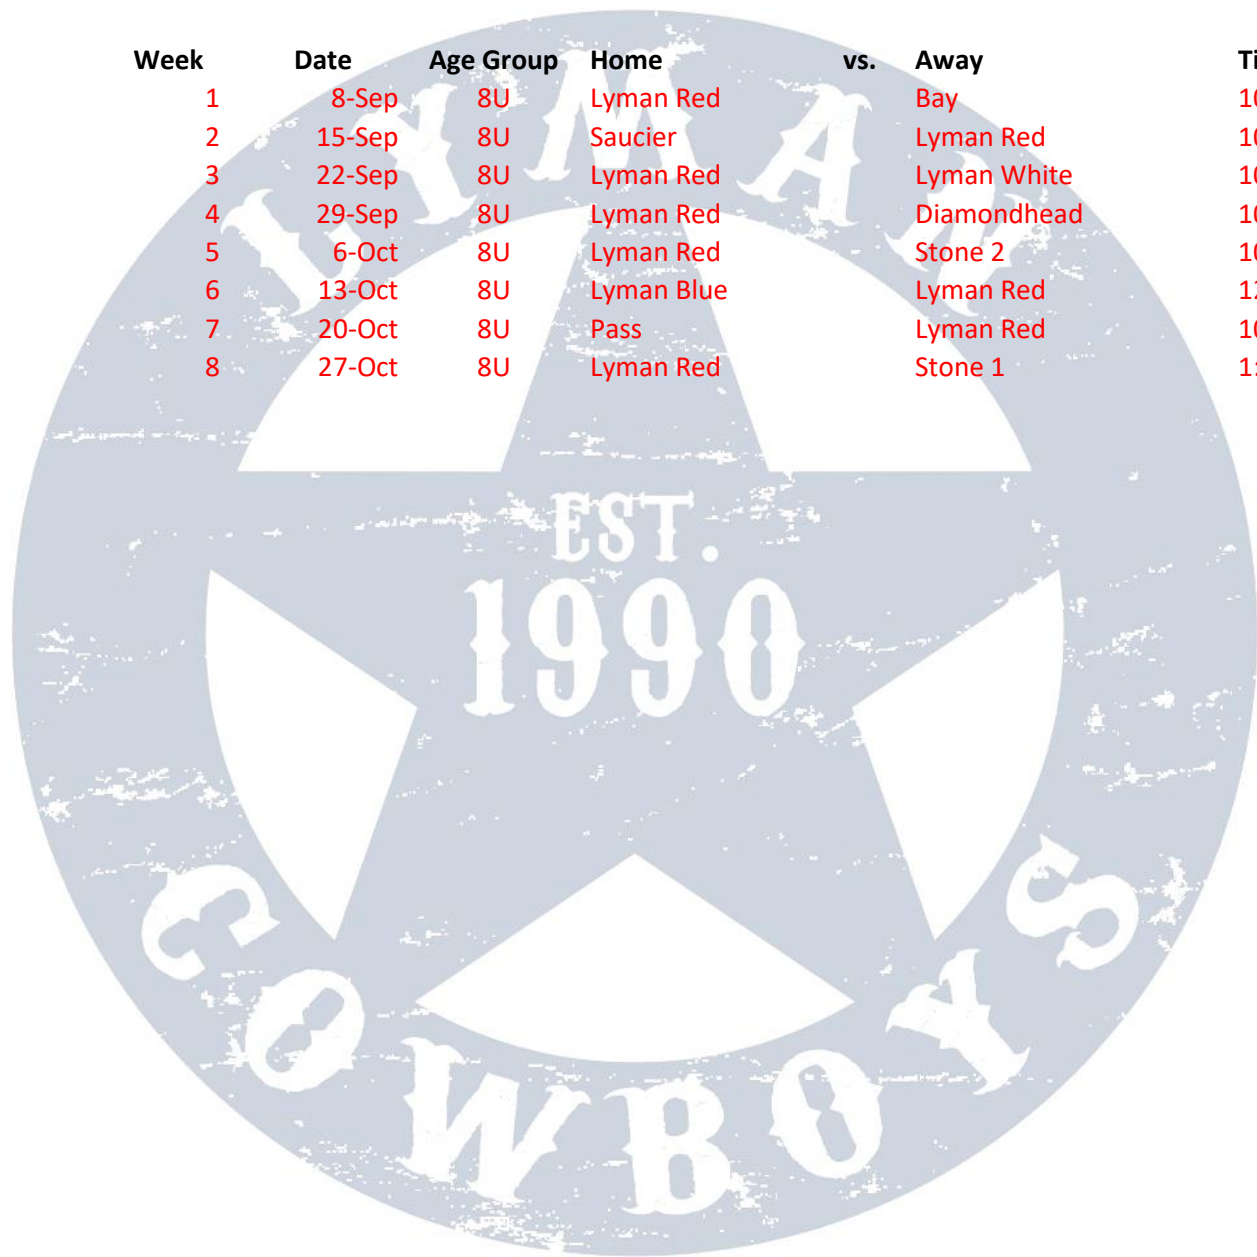 Week Date Age Group Home vs. Away
1 8-Sep 8U Lyman Red Bay
2 15-Sep 8U Saucier Lyman Red
3 22-Sep 8U Lyman Red Lyman White
4 29-Sep 8U Lyman Red Diamondhead
5 6-Oct 8U Lyman Red Stone 2
6 13-Oct 8U Lyman Blue Lyman Red
7 20-Oct 8U Pass Lyman Red
8 27-Oct 8U Lyman Red Stone 1
LYMAN
EST.
1990
COWBOYS